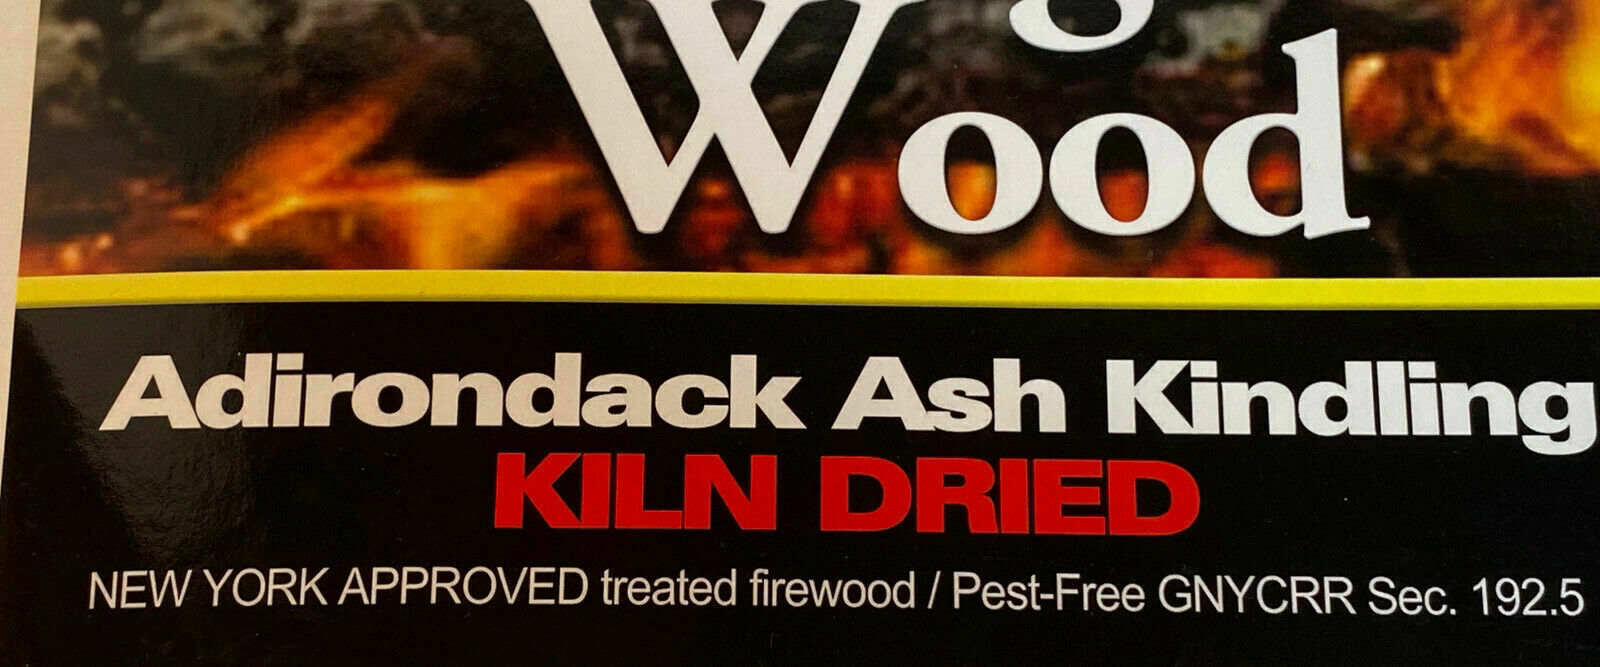 Wood
Adirondack Ash Kindling
KILN DRIED
NEW YORK APPROVED treated firewood / Pest-Free GNYCRR Sec. 192.5